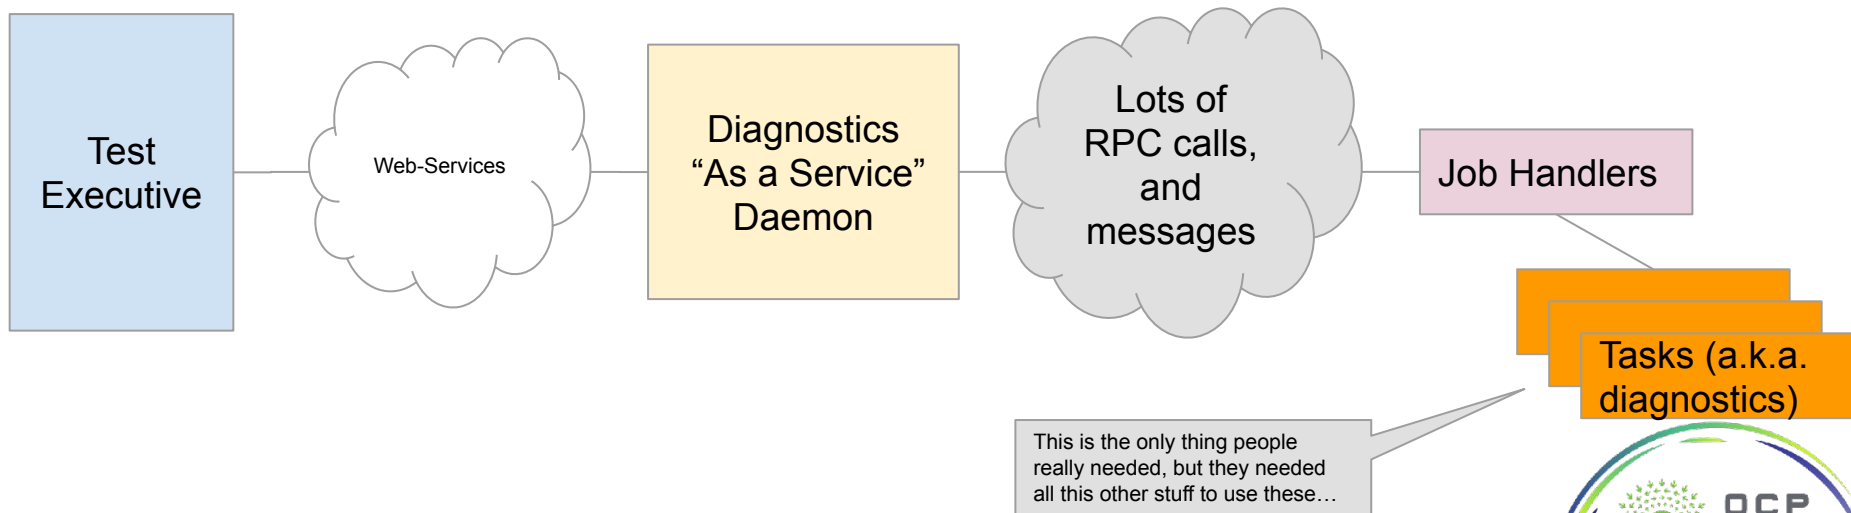 Test
Executive
Web-Services
Diagnostics
“As a Service”
Daemon
Lots of
RPC calls,
and
messages
Job Handlers
Tasks (a.k.a.
diagnostics)
This is the only thing people
really needed, but they needed
all this other stuff to use these…
OCP